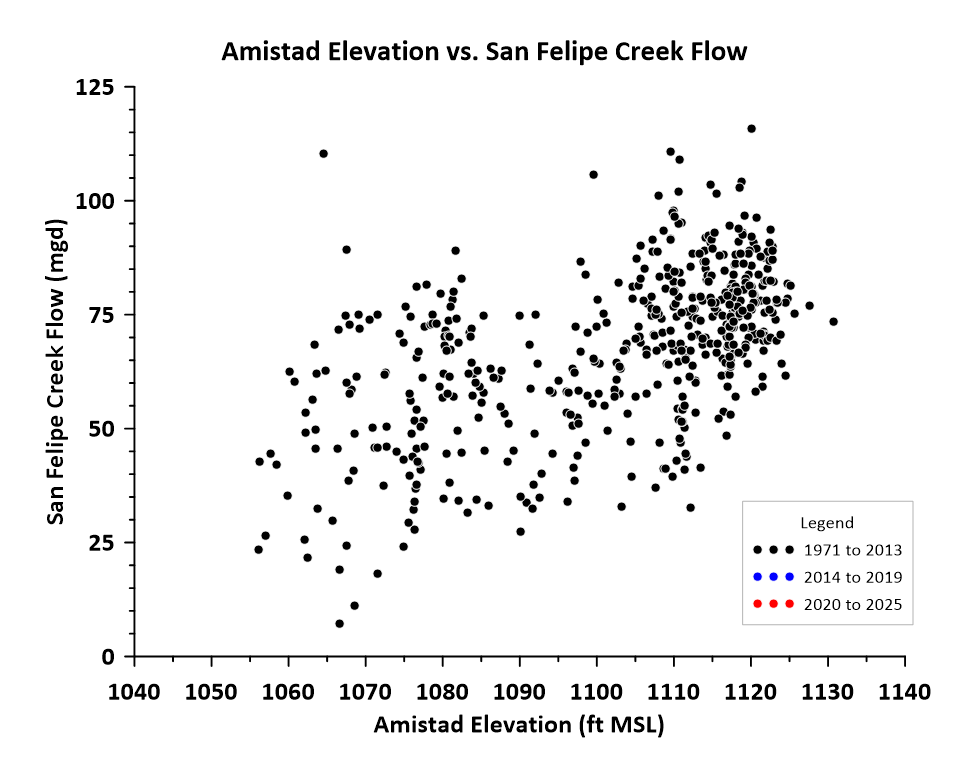 Amistad Elevation vs. San Felipe Creek Flow
125
100
75
50
25
0
San Felipe Creek Flow (mgd)
1040 1050 1060 1070 1080 1090 1100 1110 1120 1130 1140
Amistad Elevation (ft MSL)
Legend
1971 to 2013
2014 to 2019
2020 to 2025